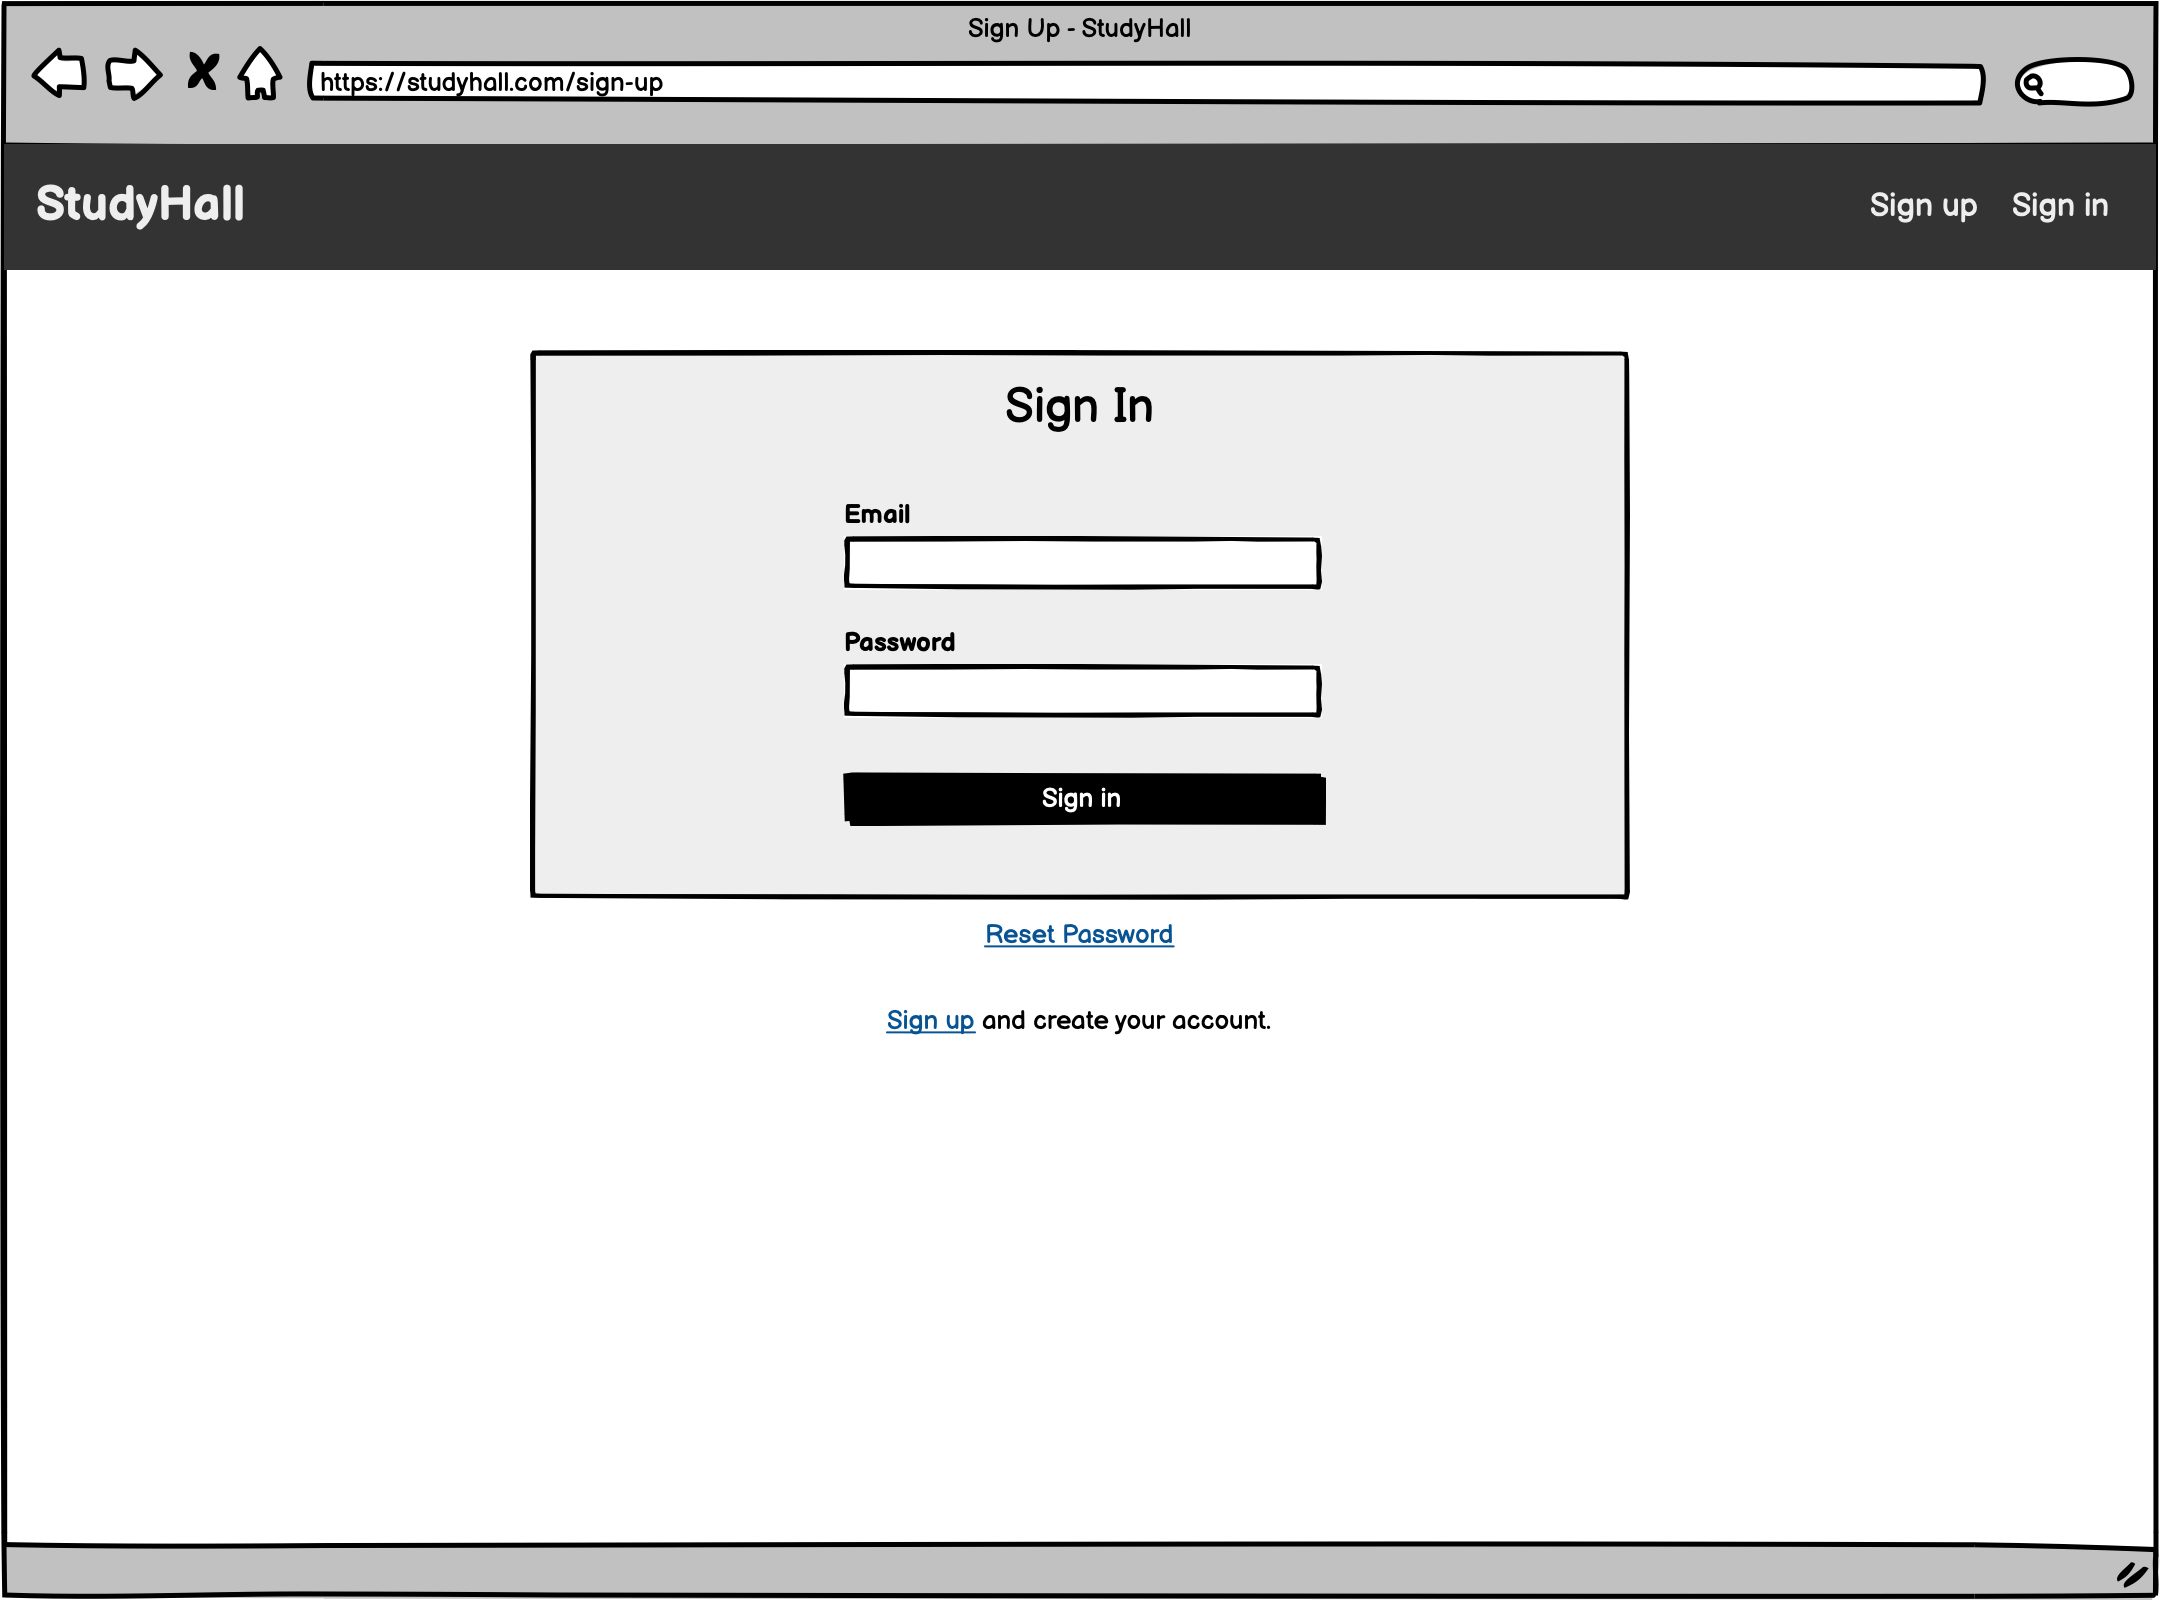 Sign Up - StudyHall
https://studyhall.com/sign-up
StudyHall
Sign up Sign in
Sign In
Email
Password
Sign in
Reset Password
Sign up and create your account.